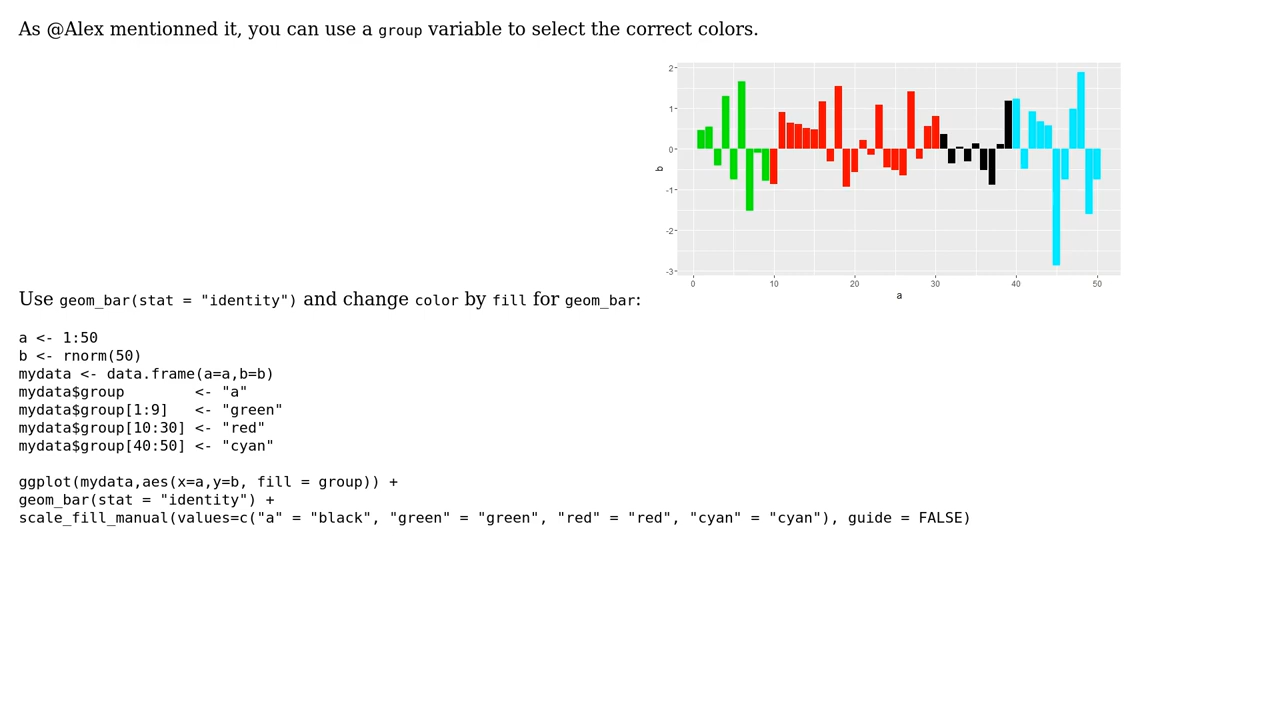 As @Alex mentionned it, you can use a group variable to select the correct colors.
2
1
0
-1
-2
-3
b
0 10 20 30 40 50
a
Use geom_bar(stat = "identity") and change color by fill for geom_bar:
a <- 1:50
b <- rnorm(50)
mydata <- data.frame(a=a,b=b)
mydata$group        <- "a"
mydata$group[1:9]   <- "green"
mydata$group[10:30] <- "red"
mydata$group[40:50] <- "cyan"
ggplot(mydata,aes(x=a,y=b, fill = group)) +
geom_bar(stat = "identity") +
scale_fill_manual(values=c("a" = "black", "green" = "green", "red" = "red", "cyan" = "cyan"), guide = FALSE)